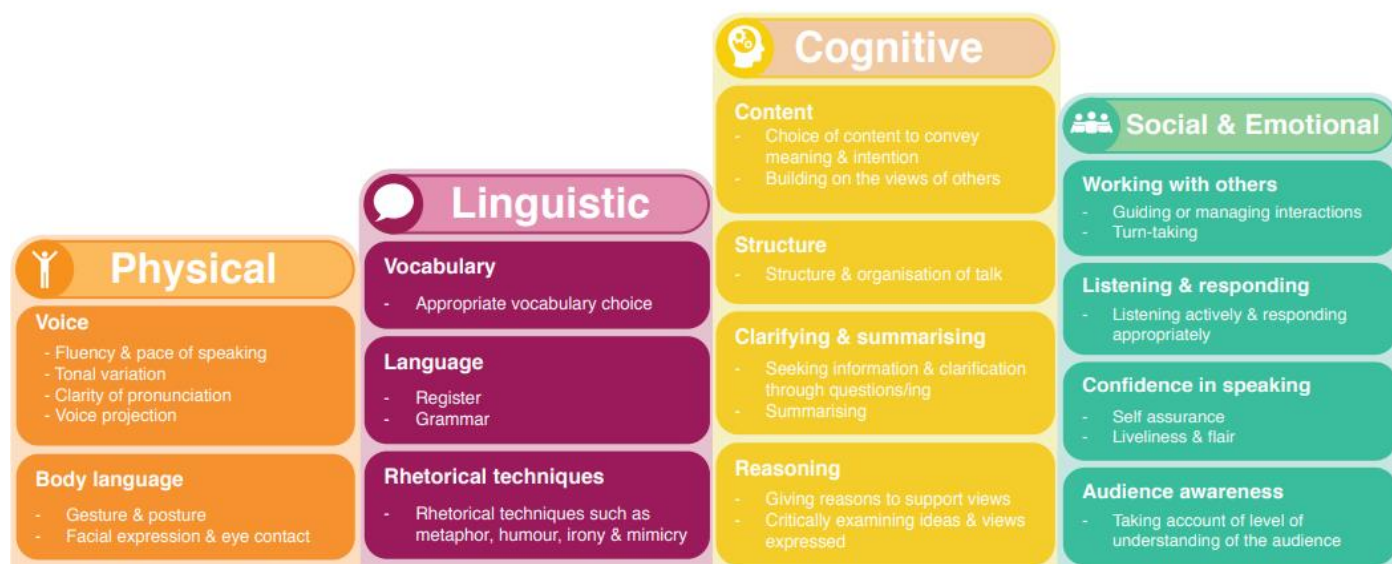 Physical
Voice
- Fluency & pace of speaking
- Tonal variation
- Clarity of pronunciation
- Voice projection
Body language
- Gesture & posture
- Facial expression & eye contact
Linguistic
Vocabulary
- Appropriate vocabulary choice
Language
- Register
- Grammar
Rhetorical techniques
- Rhetorical techniques such as
metaphor, humour, irony & mimicry
Cognitive
Content
- Choice of content to convey
meaning & intention
- Building on the views of others
Structure
- Structure & organisation of talk
Clarifying & summarising
- Seeking information & clarification
through questions/ing
- Summarising
Reasoning
- Giving reasons to support views
- Critically examining ideas & views
expressed
Social & Emotional
Working with others
- Guiding or managing interactions
- Turn-taking
Listening & responding
- Listening actively & responding
appropriately
Confidence in speaking
- Self assurance
- Liveliness & flair
Audience awareness
- Taking account of level of
understanding of the audience